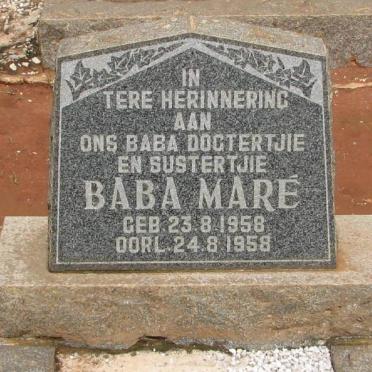 IN
TERE HERINNERING
AAN
ONS BABA DOGTERTJIE
EN SUSTERTJIE
BABA MARÉ
GEB. 23.8.1958
OORL. 24.8.1958